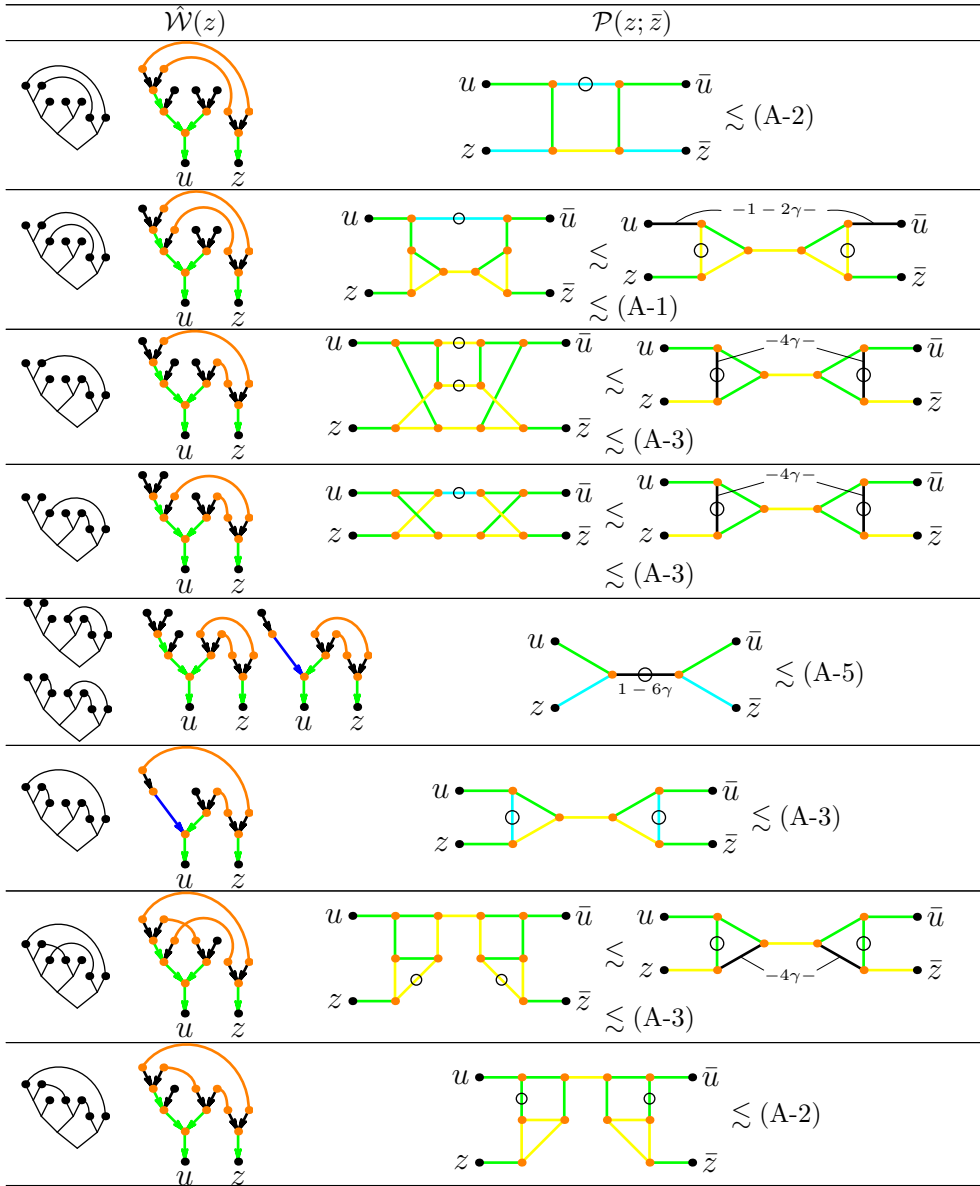 Ŵ(z) P(z; z̄)
u ū
z z̄
≲ (A-2)
u z
u ū
z z̄
≲
u −1 − 2γ− ū
z z̄
≲ (A-1)
u z
u ū
z z̄
≲
u −4γ− ū
z z̄
≲ (A-3)
u z
u ū
z z̄
≲
u −4γ− ū
z z̄
≲ (A-3)
u z
u ū
1 − 6γ
z z̄
≲ (A-5)
u z u z
u ū
z z̄
≲ (A-3)
u z
u ū
z z̄
≲
u ū
z −4γ− z̄
≲ (A-3)
u z
u ū
z z̄
≲ (A-2)
u z